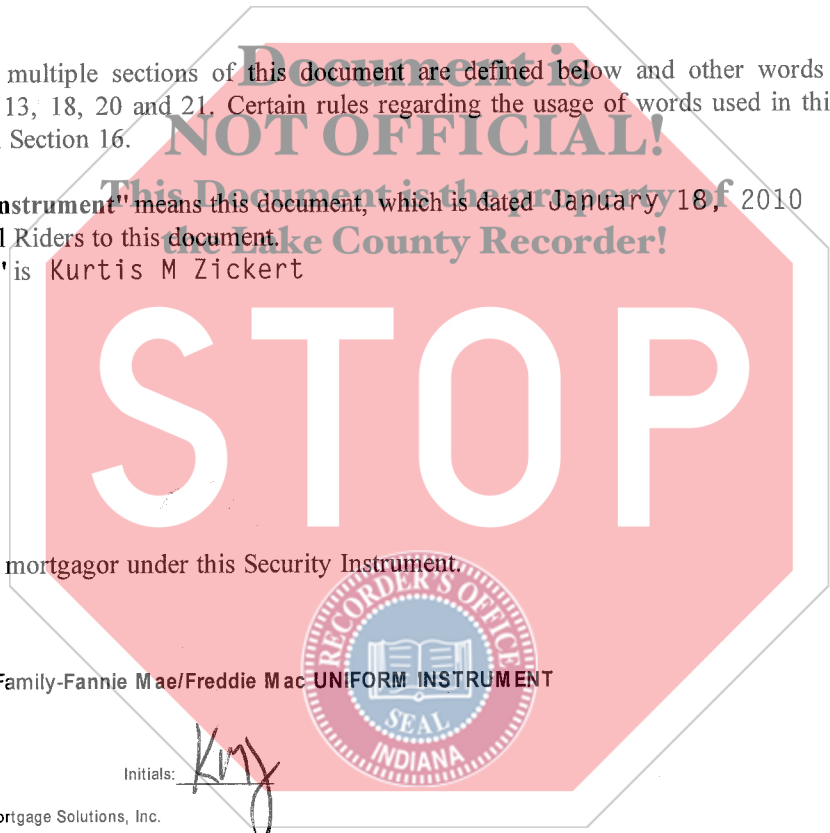 Document is
multiple sections of this document are defined below and other words
13, 18, 20 and 21. Certain rules regarding the usage of words used in thi
Section 16.
NOT OFFICIAL!
This Document is the property of
nstrument" means this document, which is dated January 18, 2010
l Riders to this document.
the Lake County Recorder!
" is Kurtis M Zickert
STOP
mortgagor under this Security Instrument.
RECORDER'S OFFICE
Family-Fannie Mae/Freddie Mac UNIFORM INSTRUMENT
SEAL
INDIANA
Initials: KMZ
ortgage Solutions, Inc.